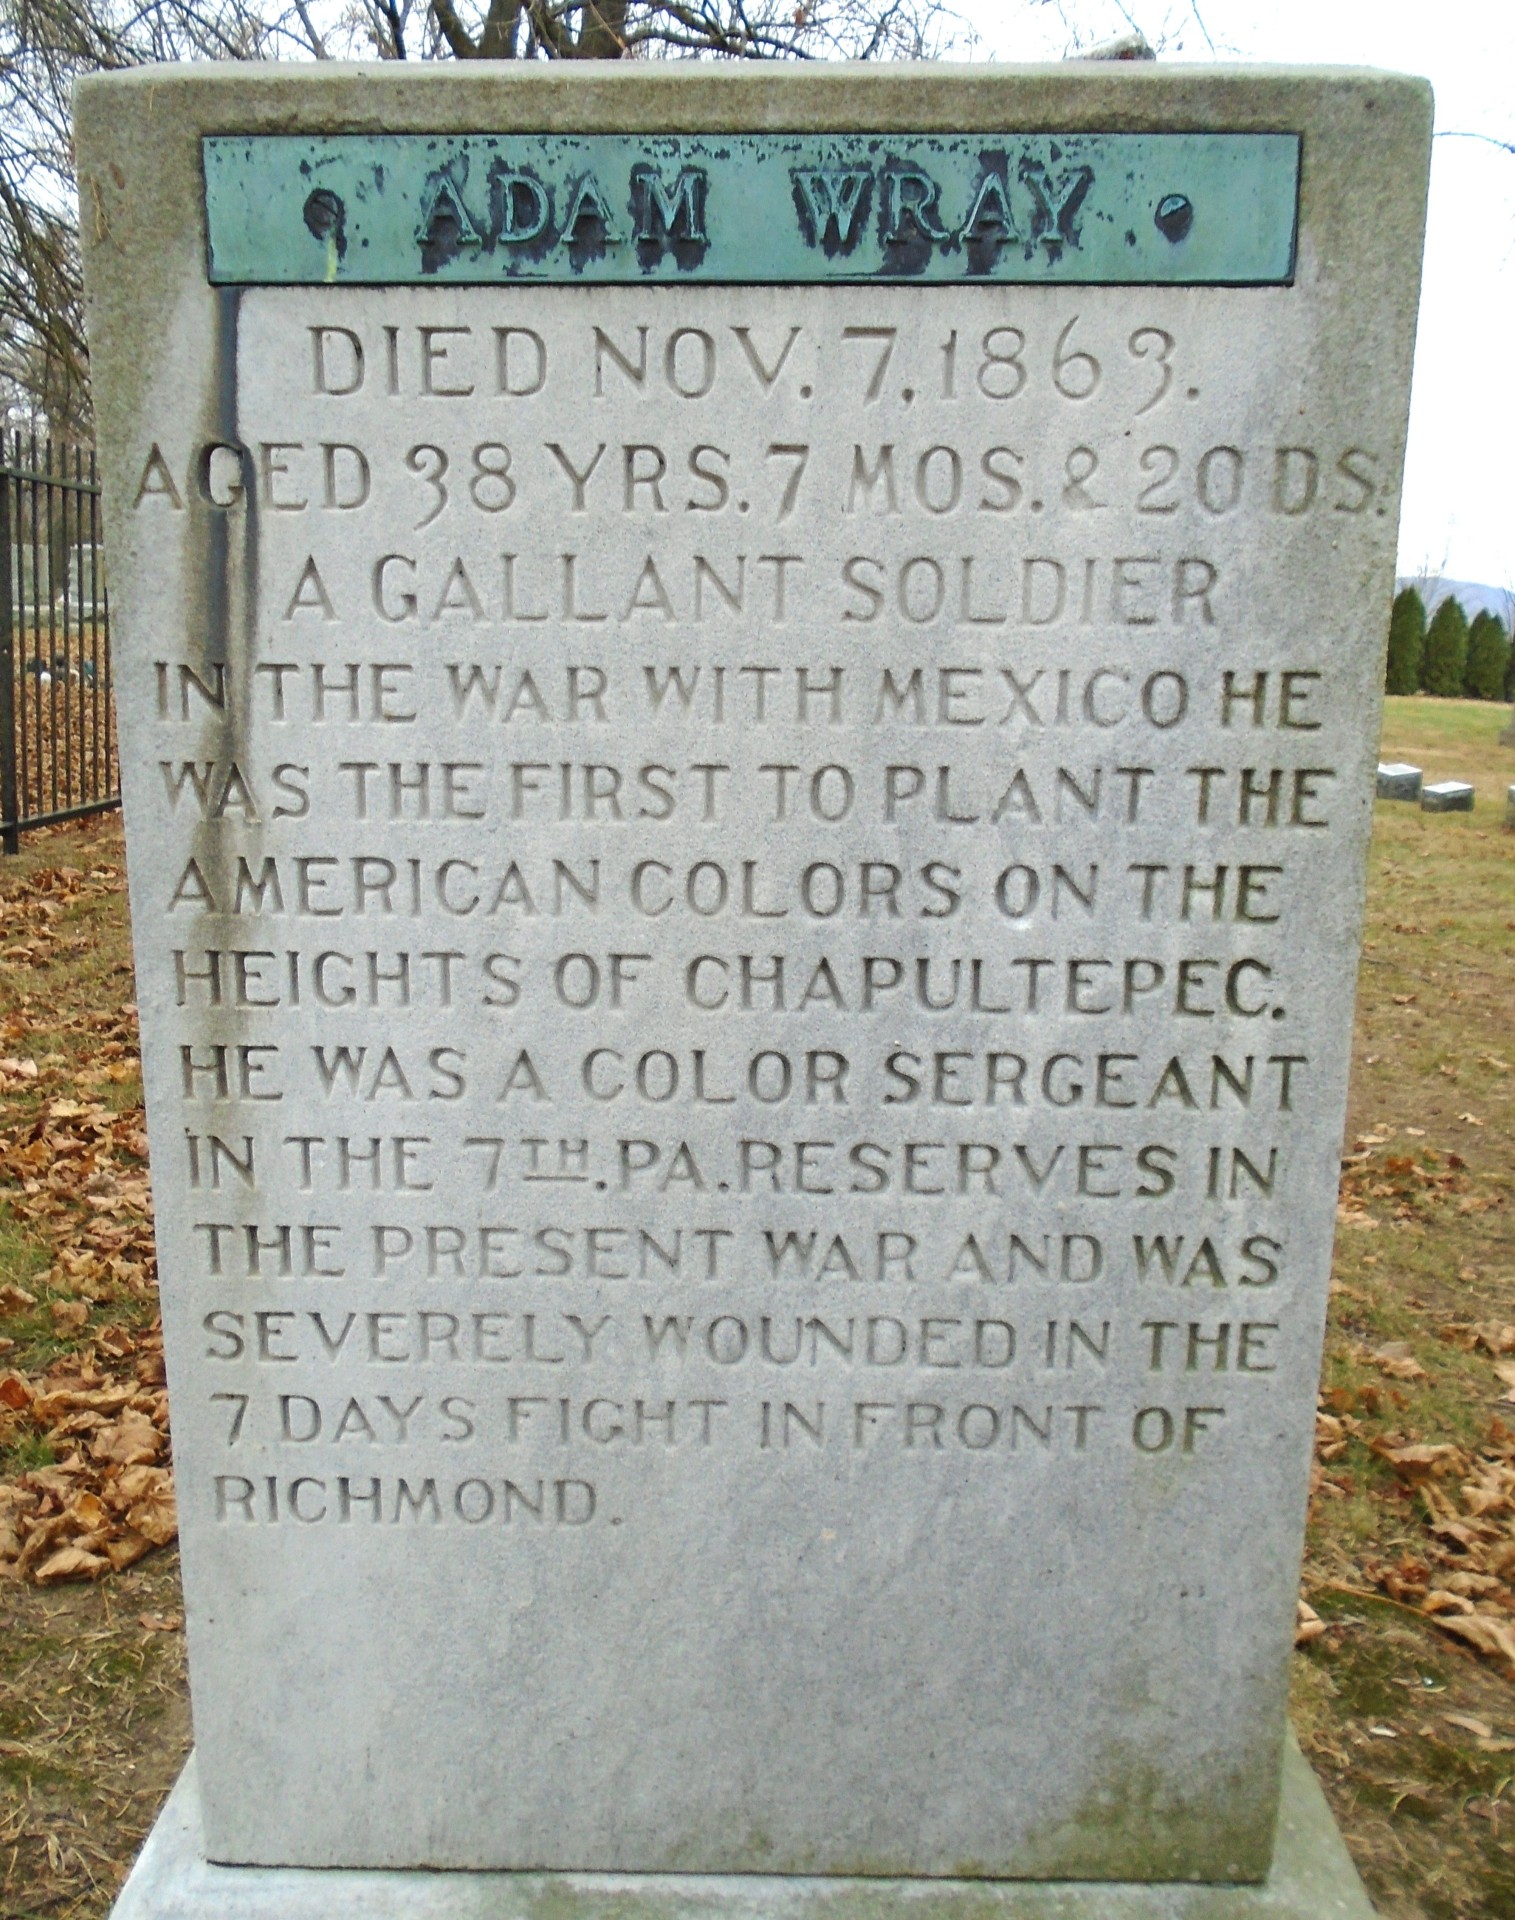 ADAM WRAY
DIED NOV. 7, 1863.
AGED 38 YRS. 7 MOS. & 20 DS.
A GALLANT SOLDIER
IN THE WAR WITH MEXICO HE
WAS THE FIRST TO PLANT THE
AMERICAN COLORS ON THE
HEIGHTS OF CHAPULTEPEC.
HE WAS A COLOR SERGEANT
IN THE 7TH. PA. RESERVES IN
THE PRESENT WAR AND WAS
SEVERELY WOUNDED IN THE
7 DAYS FIGHT IN FRONT OF
RICHMOND.